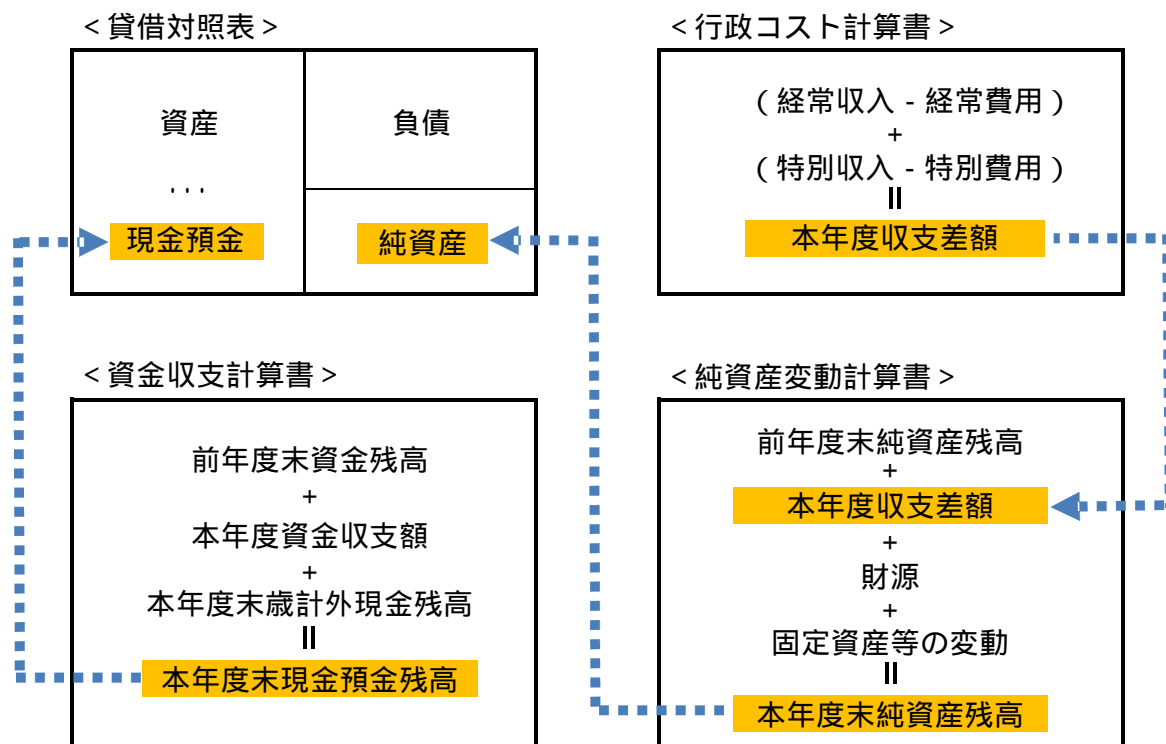 <貸借対照表>
資産
負債
...
現金預金
純資産
<行政コスト計算書>
(経常収入-経常費用)
+
(特別収入-特別費用)
=
本年度収支差額
<資金収支計算書>
前年度末資金残高
+
本年度資金収支額
+
本年度末歳計外現金残高
=
本年度末現金預金残高
<純資産変動計算書>
前年度末純資産残高
+
本年度収支差額
+
財源
+
固定資産等の変動
=
本年度末純資産残高